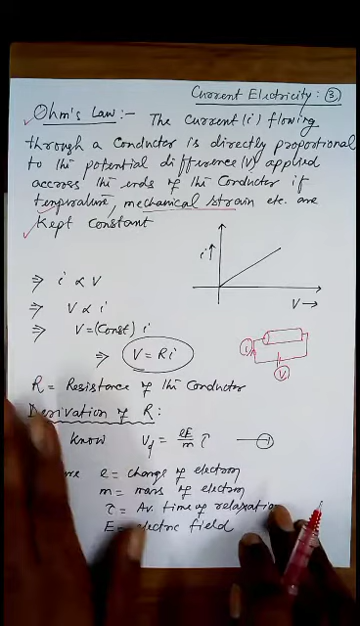 Current Electricity: 3
Ohm's Law :- The current (i) flowing
through a conductor is directly proportional
to the potential difference (V) applied
accross the ends of the conductor if
temperature, mechanical strain etc. are
kept constant
i↑
⇒ i ∝ V
V →
⇒ V ∝ i
⇒ V = (Const) i
⇒ V = Ri
i
V
R = Resistance of the Conductor
Derivation of R:
know Vd = eE/m τ — 1
e = charge of electron
m = mass of electron
τ = Av. time of relaxation
E = electric field